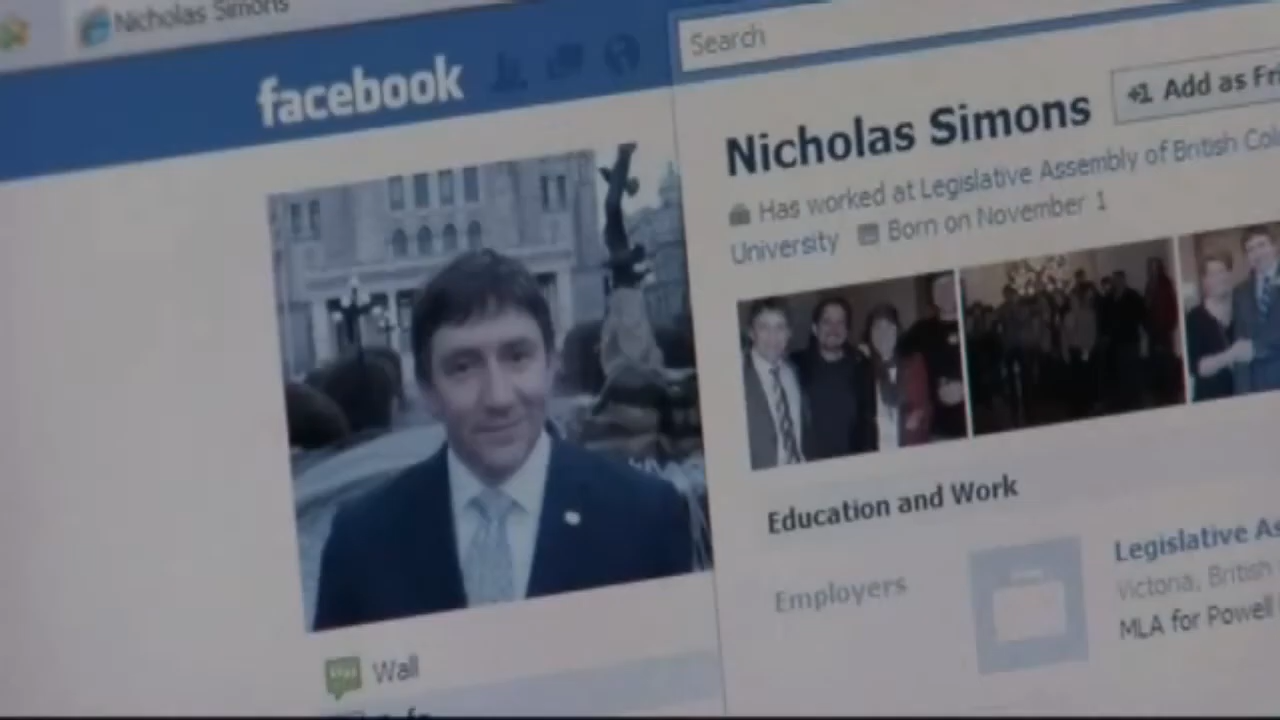 Nicholas Simons
facebook
Search
Nicholas Simons
+1 Add as Fri
Has worked at Legislative Assembly of British Col
University Born on November 1
Education and Work
Employers
Legislative As
Victoria, British
MLA for Powell
Wall